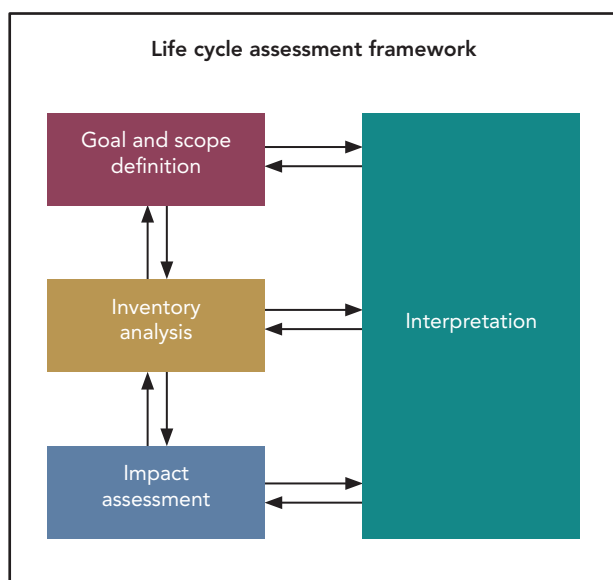 Life cycle assessment framework
Goal and scope
definition
Inventory
analysis
Interpretation
Impact
assessment